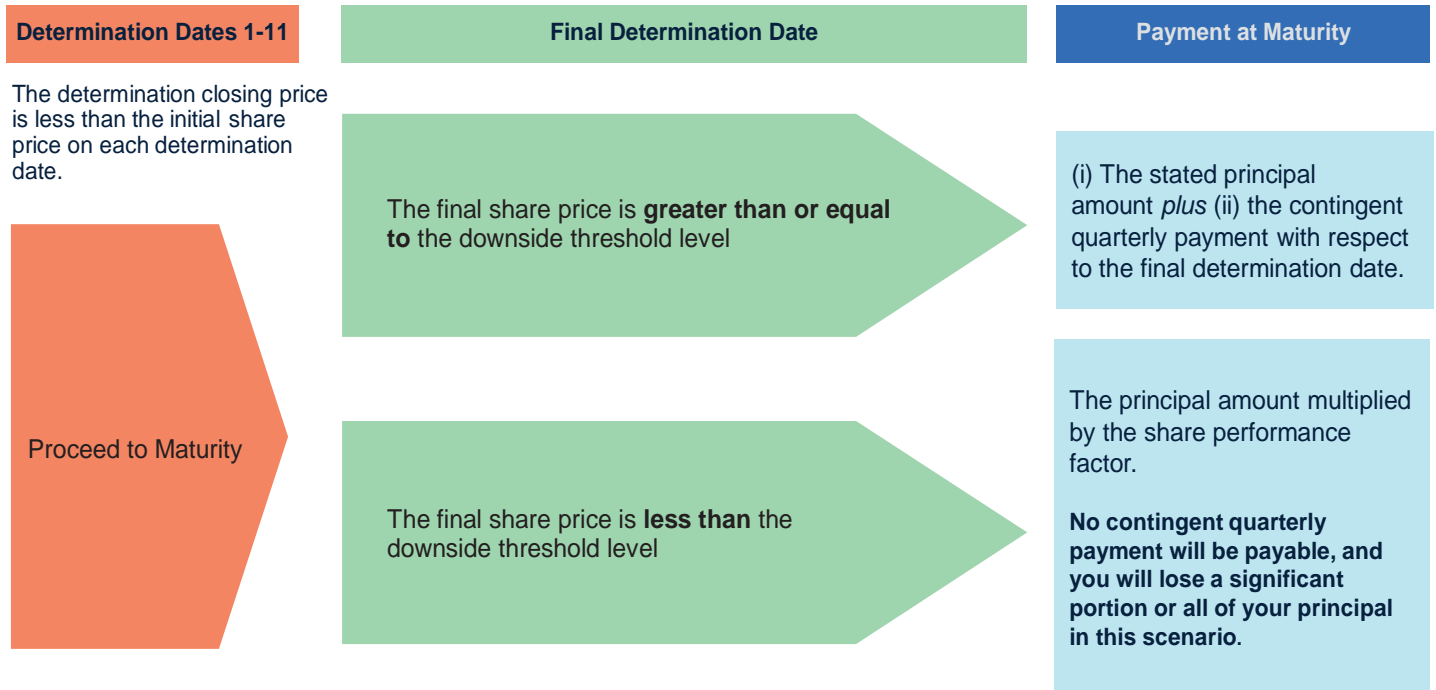 Determination Dates 1-11
Final Determination Date
Payment at Maturity
The determination closing price
is less than the initial share
price on each determination
date.
Proceed to Maturity
The final share price is greater than or equal
to the downside threshold level
(i) The stated principal
amount plus (ii) the contingent
quarterly payment with respect
to the final determination date.
The final share price is less than the
downside threshold level
The principal amount multiplied
by the share performance
factor.
No contingent quarterly
payment will be payable, and
you will lose a significant
portion or all of your principal
in this scenario.